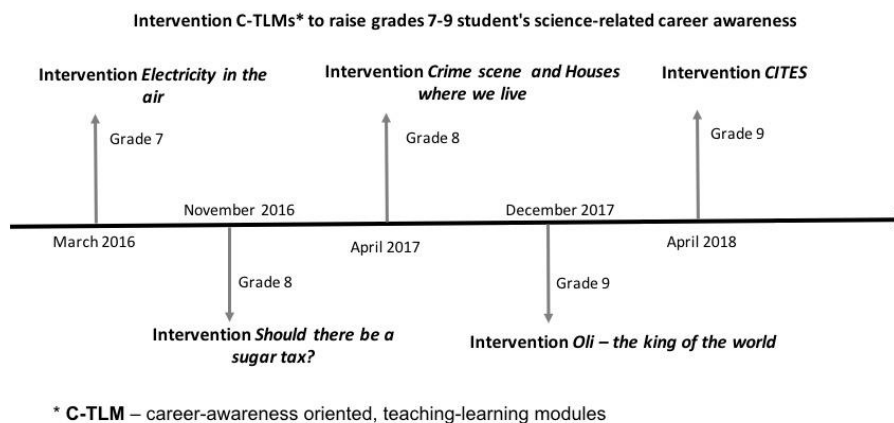 Intervention C-TLMs* to raise grades 7-9 student's science-related career awareness
Intervention Electricity in the
air
Intervention Crime scene and Houses
where we live
Intervention CITES
Grade 7
Grade 8
Grade 9
November 2016
December 2017
March 2016
April 2017
April 2018
Grade 8
Grade 9
Intervention Should there be a
sugar tax?
Intervention Oli – the king of the world
* C-TLM – career-awareness oriented, teaching-learning modules